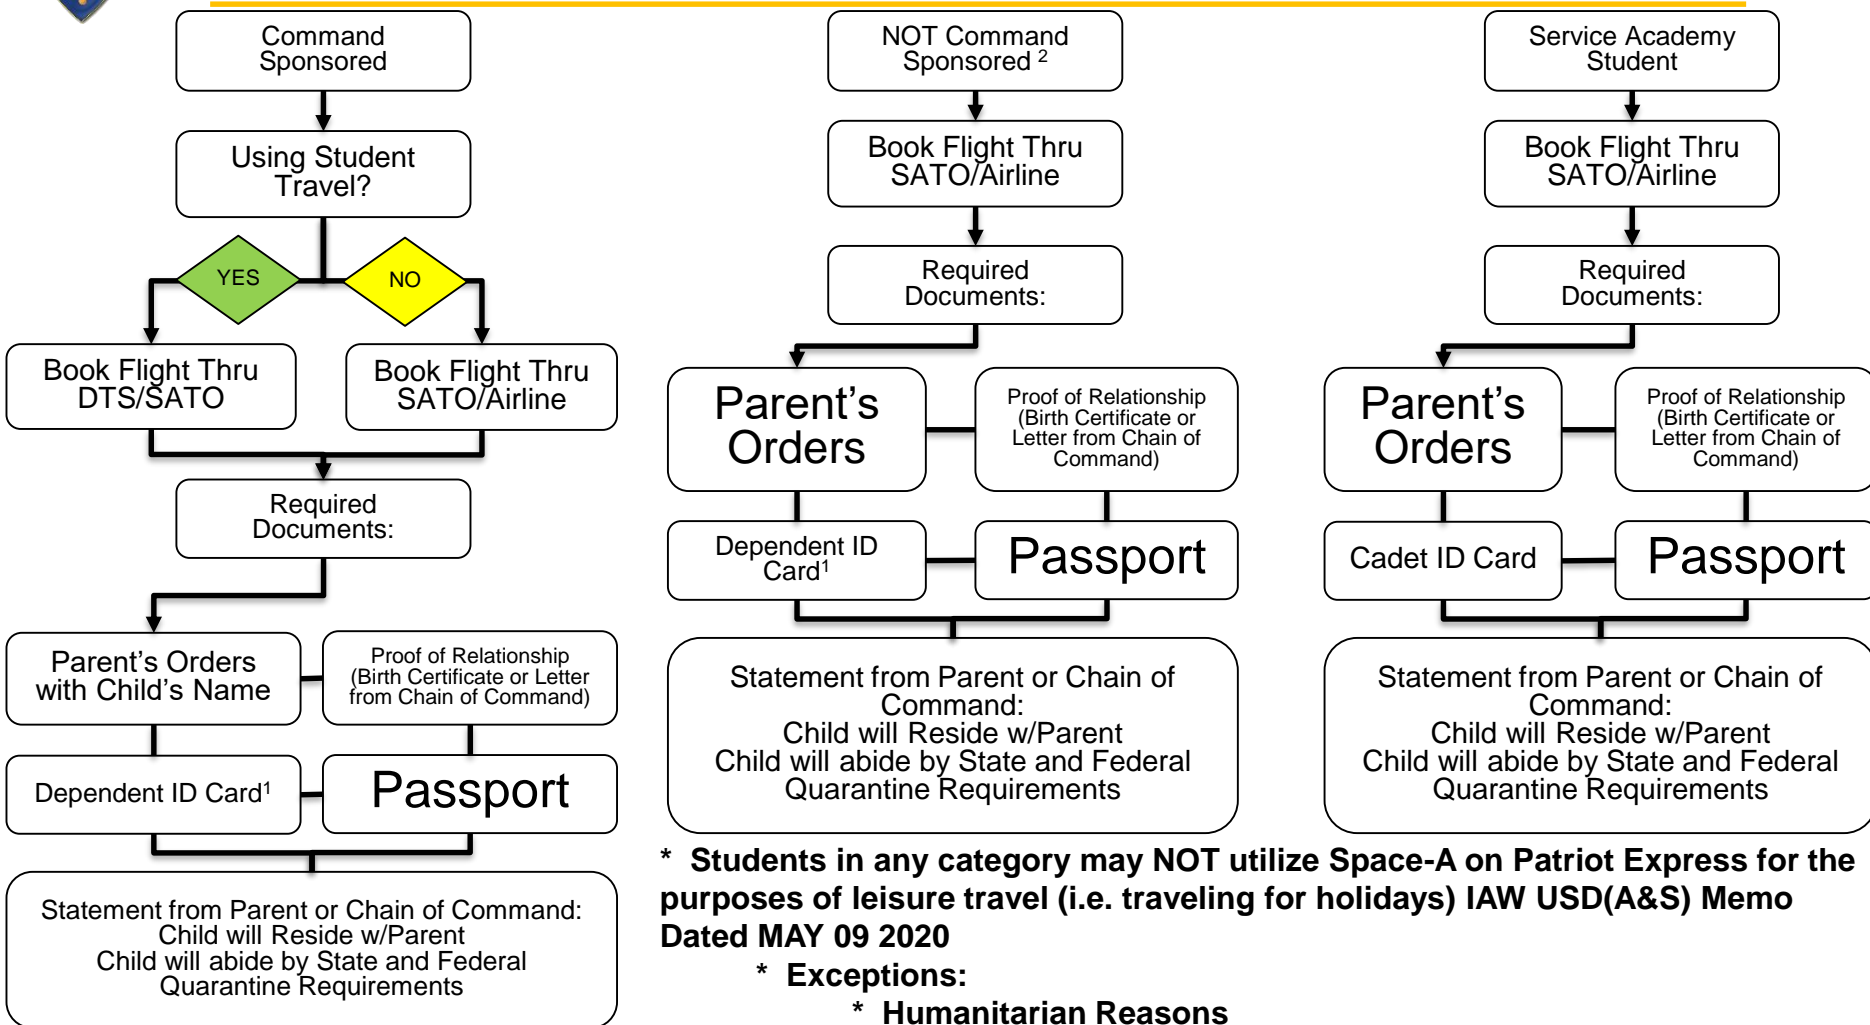 Command
Sponsored
Using Student
Travel?
YES
NO
Book Flight Thru
DTS/SATO
Book Flight Thru
SATO/Airline
Required
Documents:
Parent's Orders
with Child's Name
Proof of Relationship
(Birth Certificate or Letter
from Chain of Command)
Dependent ID Card¹
Passport
Statement from Parent or Chain of Command:
Child will Reside w/Parent
Child will abide by State and Federal
Quarantine Requirements
NOT Command
Sponsored ²
Book Flight Thru
SATO/Airline
Required
Documents:
Parent's
Orders
Proof of Relationship
(Birth Certificate or
Letter from Chain of
Command)
Dependent ID
Card¹
Passport
Statement from Parent or Chain of
Command:
Child will Reside w/Parent
Child will abide by State and Federal
Quarantine Requirements
Service Academy
Student
Book Flight Thru
SATO/Airline
Required
Documents:
Parent's
Orders
Proof of Relationship
(Birth Certificate or
Letter from Chain of
Command)
Cadet ID Card
Passport
Statement from Parent or Chain of
Command:
Child will Reside w/Parent
Child will abide by State and Federal
Quarantine Requirements
* Students in any category may NOT utilize Space-A on Patriot Express for the
purposes of leisure travel (i.e. traveling for holidays) IAW USD(A&S) Memo
Dated MAY 09 2020
* Exceptions:
* Humanitarian Reasons